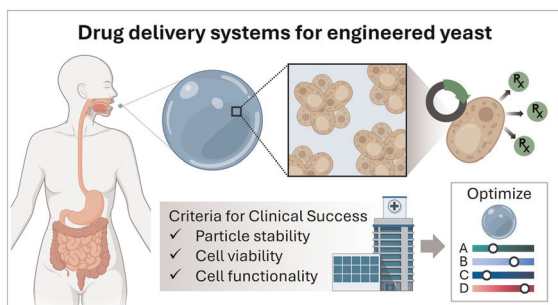 Drug delivery systems for engineered yeast
Rx
Rx
Rx
Criteria for Clinical Success
✓ Particle stability
✓ Cell viability
✓ Cell functionality
Optimize
A
B
C
D